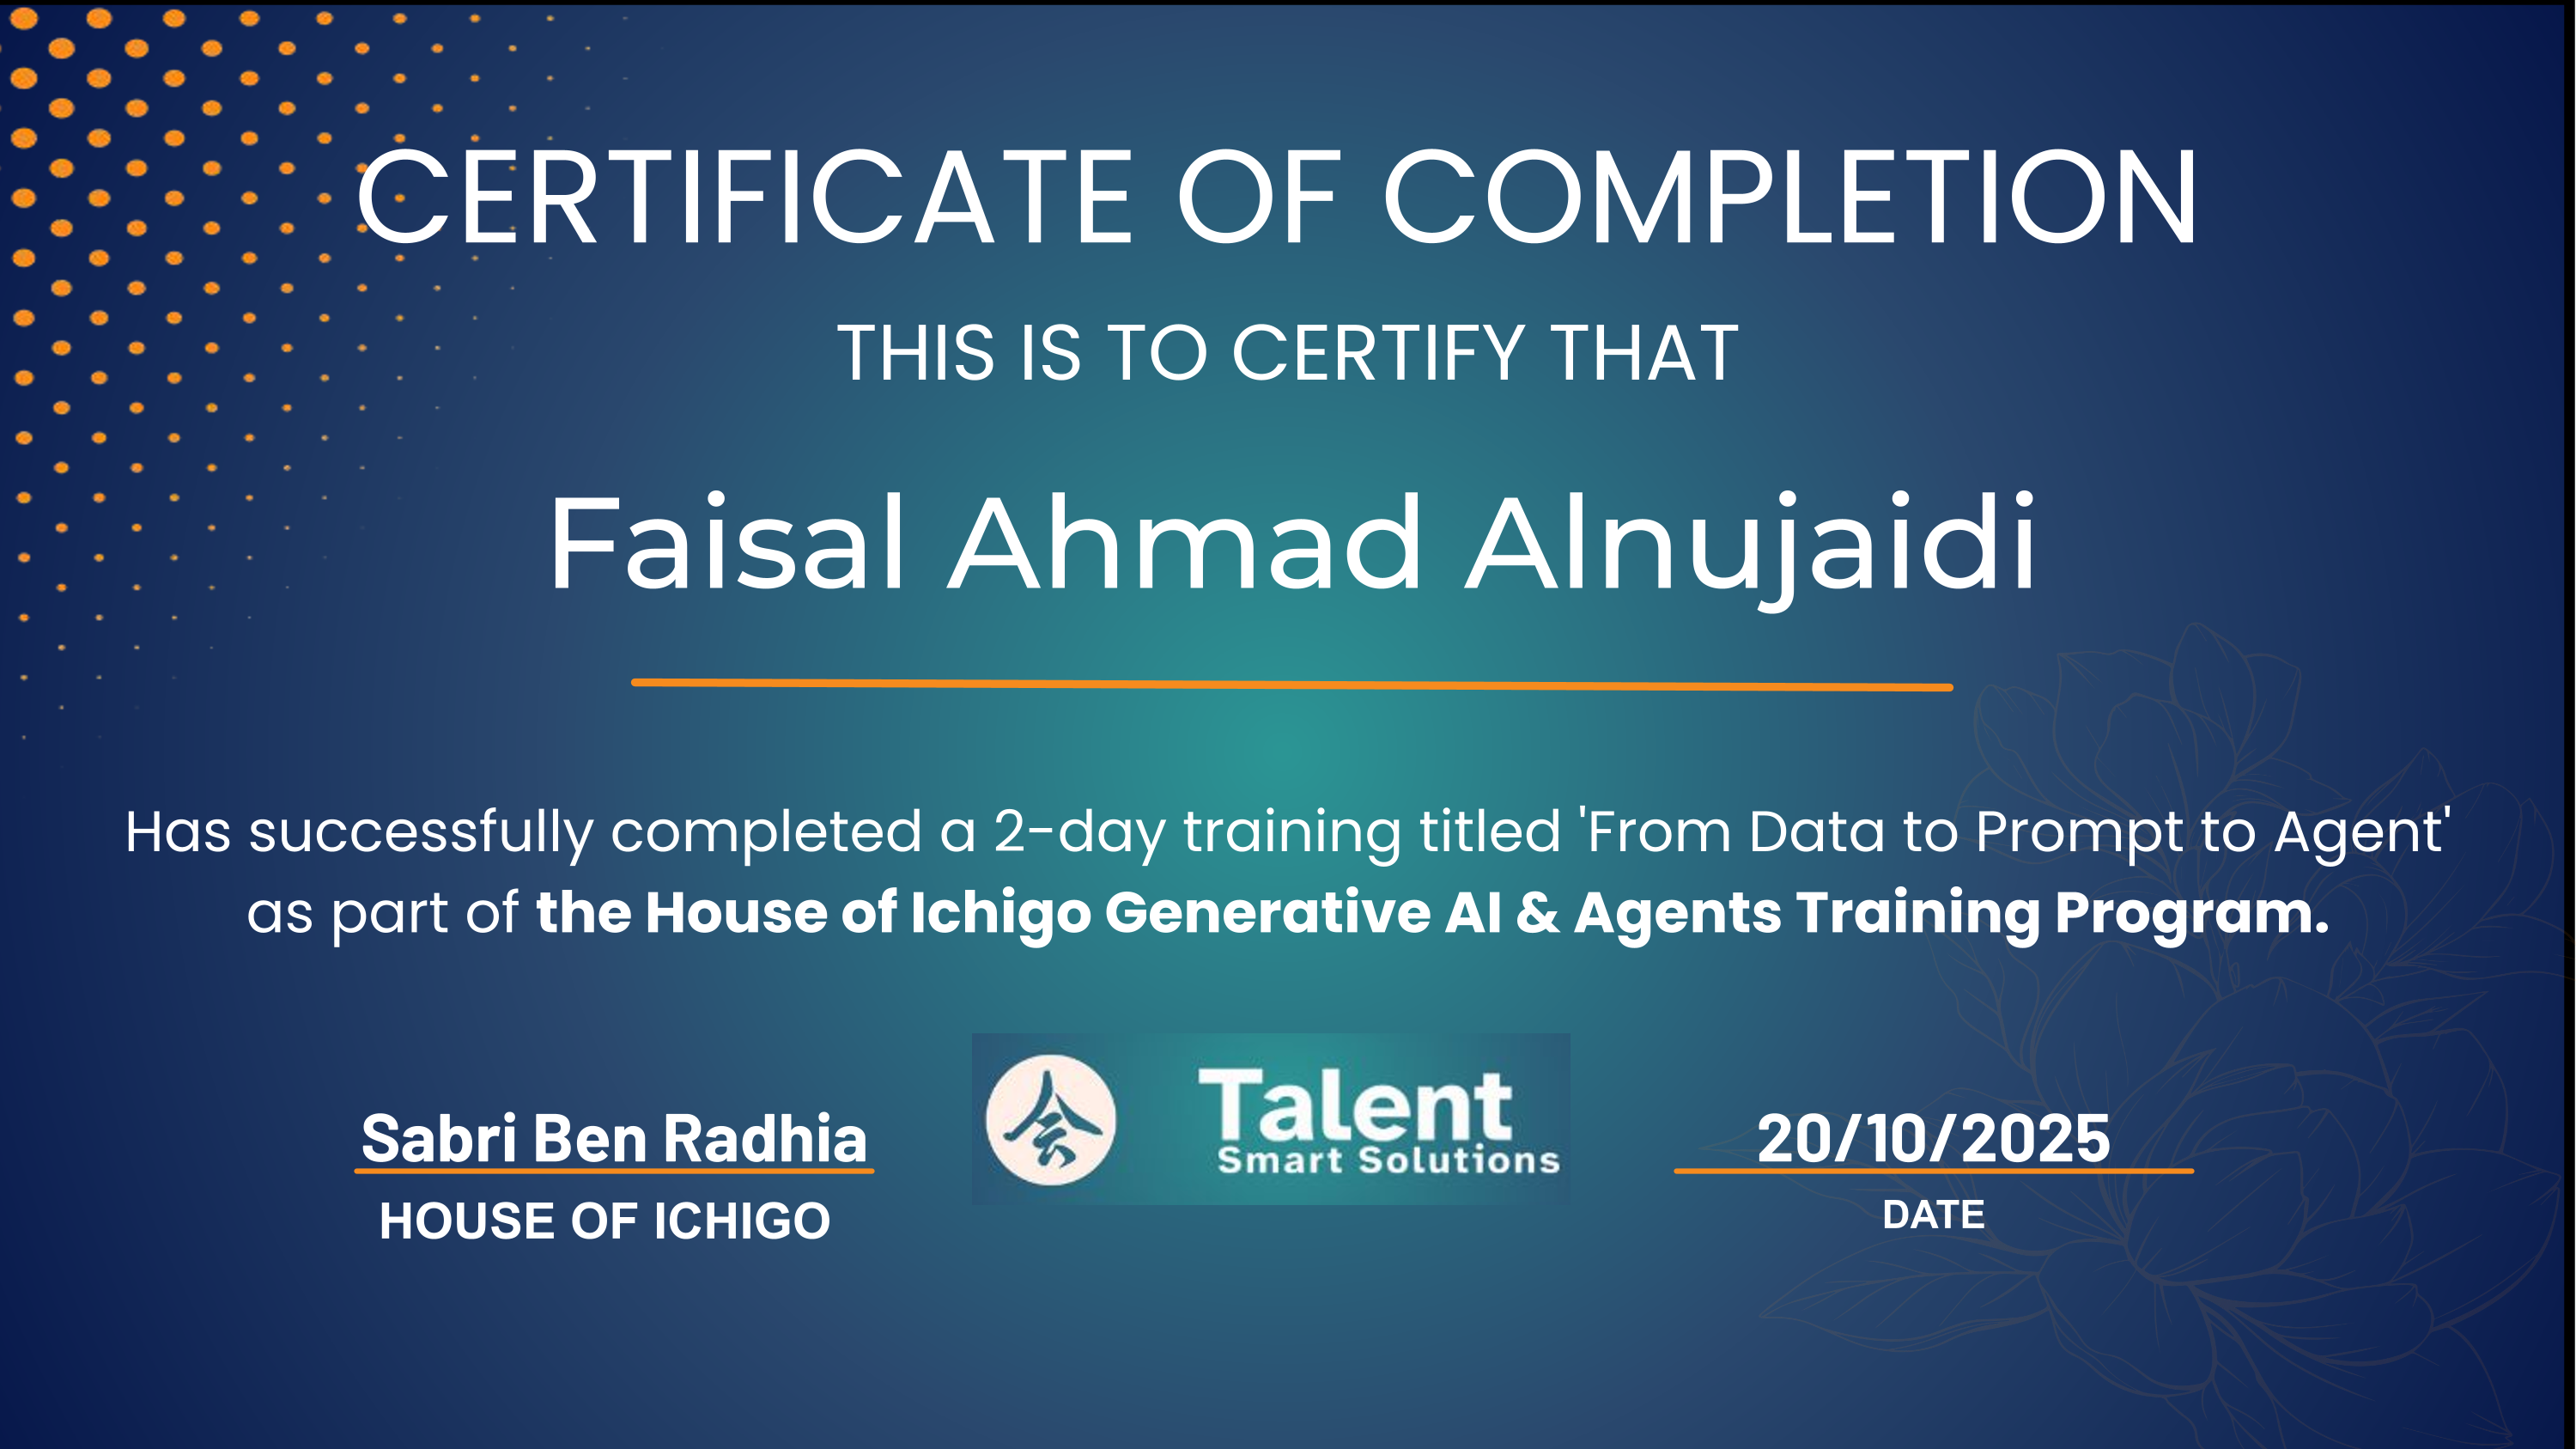 CERTIFICATE OF COMPLETION
THIS IS TO CERTIFY THAT
Faisal Ahmad Alnujaidi
Has successfully completed a 2-day training titled 'From Data to Prompt to Agent'
as part of the House of Ichigo Generative AI & Agents Training Program.
Sabri Ben Radhia
HOUSE OF ICHIGO
Talent
Smart Solutions
20/10/2025
DATE